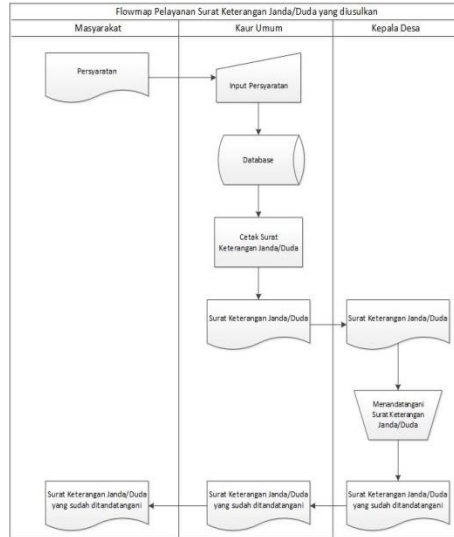 Flowmap Pelayanan Surat Keterangan Janda/Duda yang diusulkan
Masyarakat
Kaur Umum
Kepala Desa
Persyaratan
Input Persyaratan
Database
Cetak Surat
Keterangan Janda/Duda
Surat Keterangan Janda/Duda
Surat Keterangan Janda/Duda
Menandatangani
Surat Keterangan
Janda/Duda
Surat Keterangan Janda/Duda
yang sudah ditandatangani
Surat Keterangan Janda/Duda
yang sudah ditandatangani
Surat Keterangan Janda/Duda
yang sudah ditandatangani